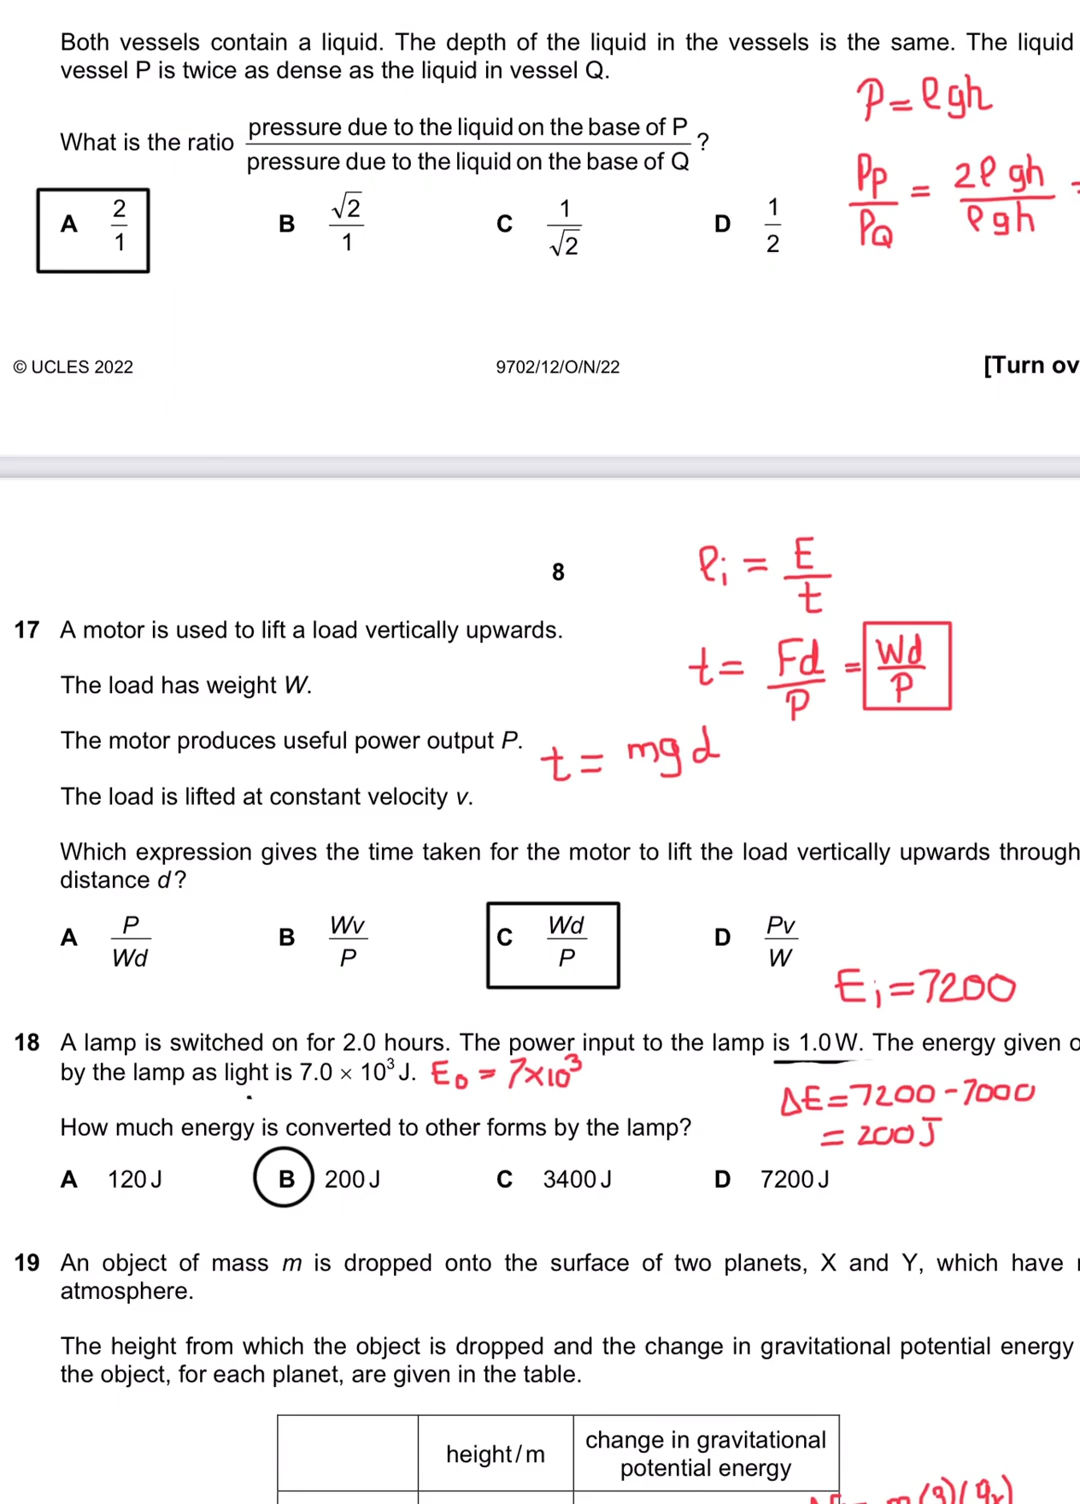 Both vessels contain a liquid. The depth of the liquid in the vessels is the same. The liquid
vessel P is twice as dense as the liquid in vessel Q.
P = ρgh
What is the ratio pressure due to the liquid on the base of P / pressure due to the liquid on the base of Q ?
Pp/PQ = 2ρgh/ρgh =
A 2/1 B √2/1 C 1/√2 D 1/2
© UCLES 2022 9702/12/O/N/22 [Turn ov
8
Pi = E/t
17 A motor is used to lift a load vertically upwards.
t = Fd/P = Wd/P
The load has weight W.
The motor produces useful power output P.
t = mgd
The load is lifted at constant velocity v.
Which expression gives the time taken for the motor to lift the load vertically upwards through
distance d?
A P/Wd B Wv/P C Wd/P D Pv/W
Ei = 7200
18 A lamp is switched on for 2.0 hours. The power input to the lamp is 1.0 W. The energy given
by the lamp as light is 7.0 × 10³ J. Eo = 7×10³
ΔE = 7200 - 7000
How much energy is converted to other forms by the lamp?
= 200J
A 120 J B 200 J C 3400 J D 7200 J
19 An object of mass m is dropped onto the surface of two planets, X and Y, which have
atmosphere.
The height from which the object is dropped and the change in gravitational potential energy
the object, for each planet, are given in the table.
height / m change in gravitational
potential energy